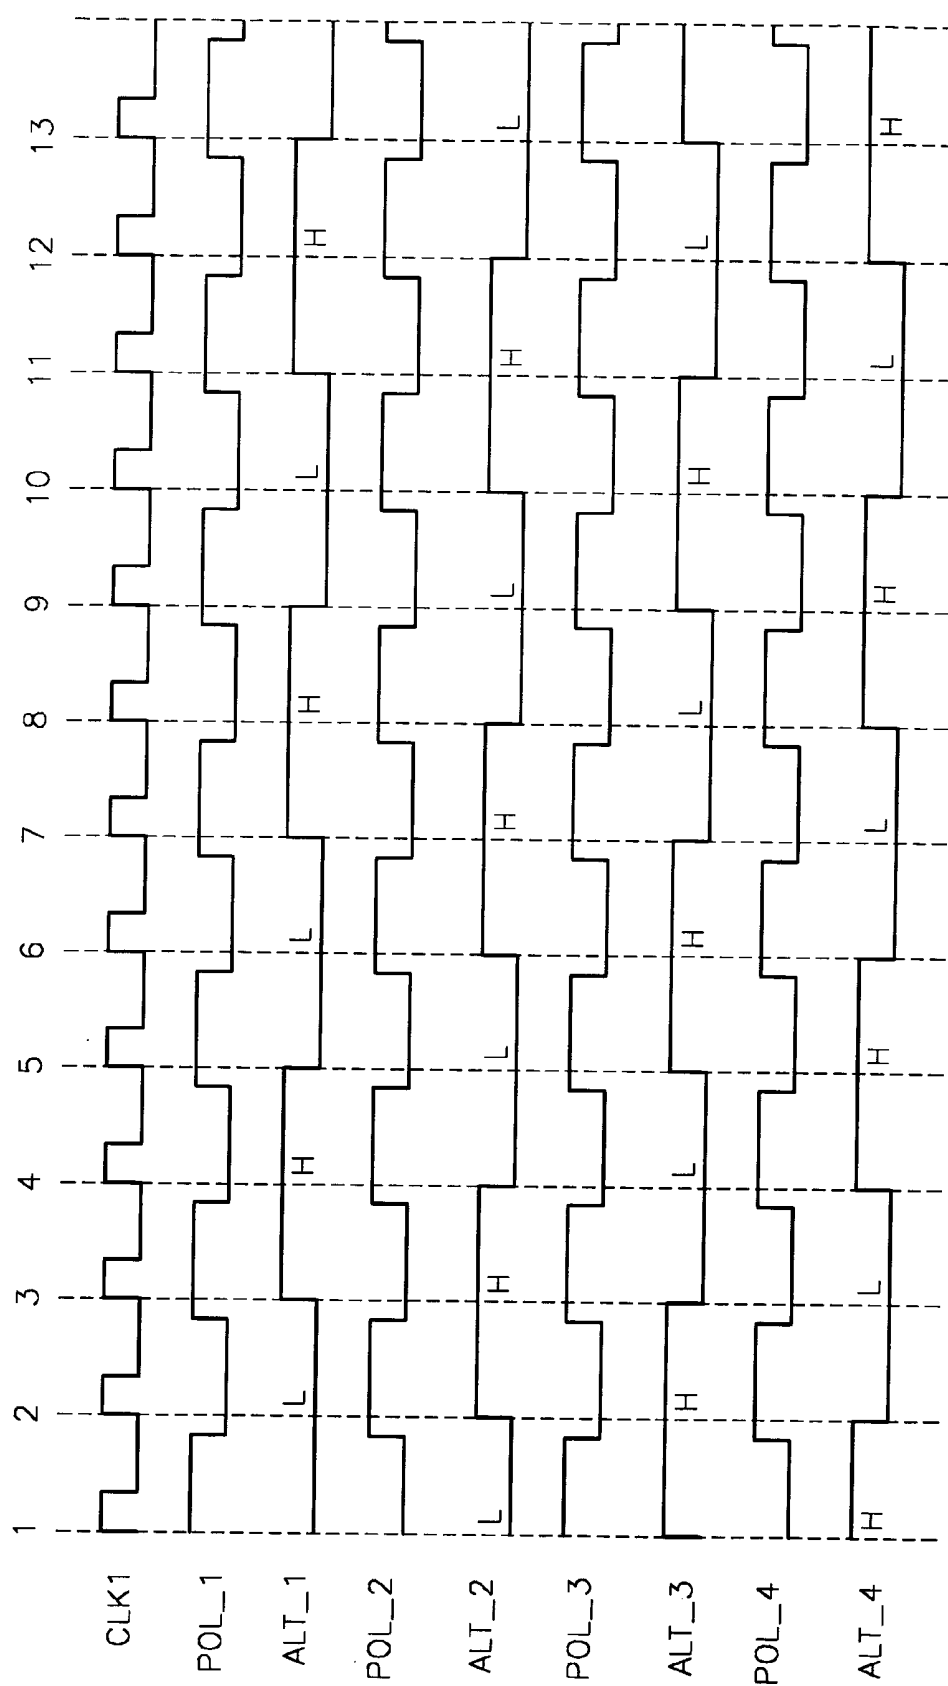 1 2 3 4 5 6 7 8 9 10 11 12 13
CLK1
POL_1
ALT_1 L H L H L H
POL_2
ALT_2 L H L H L H L
POL_3
ALT_3 H L H L H L
POL_4
ALT_4 H L H L H L H